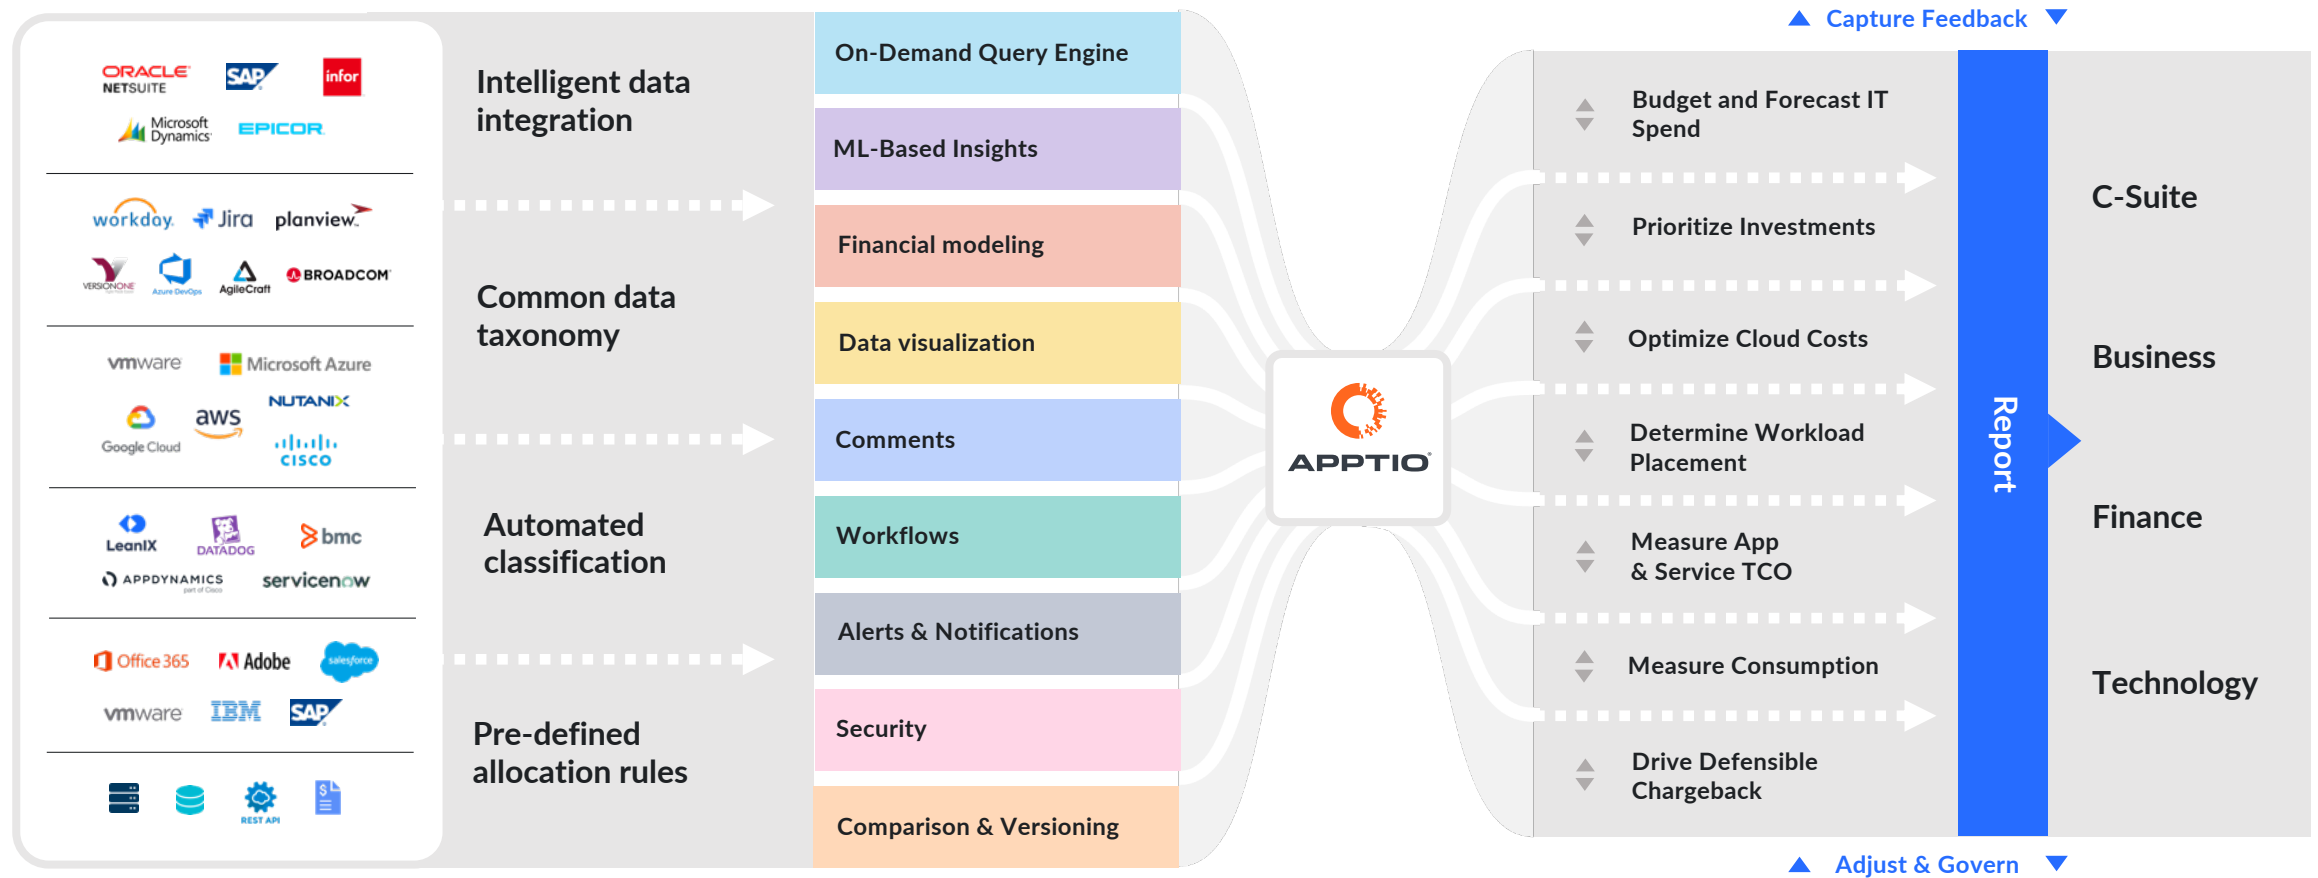 ORACLE
NETSUITE
SAP
infor
Microsoft
Dynamics
EPICOR
workday.
Jira
planview
VERSIONONE
Azure DevOps
AgileCraft
BROADCOM
vmware
Microsoft Azure
Google Cloud
aws
NUTANIX
CISCO
LeanIX
DATADOG
bmc
APPDYNAMICS
part of Cisco
servicenow
Office 365
Adobe
salesforce
vmware
IBM
SAP
REST API
$
Intelligent data
integration
Common data
taxonomy
Automated
classification
Pre-defined
allocation rules
On-Demand Query Engine
ML-Based Insights
Financial modeling
Data visualization
Comments
Workflows
Alerts & Notifications
Security
Comparison & Versioning
APPTIO
Capture Feedback
Budget and Forecast IT
Spend
Prioritize Investments
Optimize Cloud Costs
Determine Workload
Placement
Measure App
& Service TCO
Measure Consumption
Drive Defensible
Chargeback
Report
C-Suite
Business
Finance
Technology
Adjust & Govern